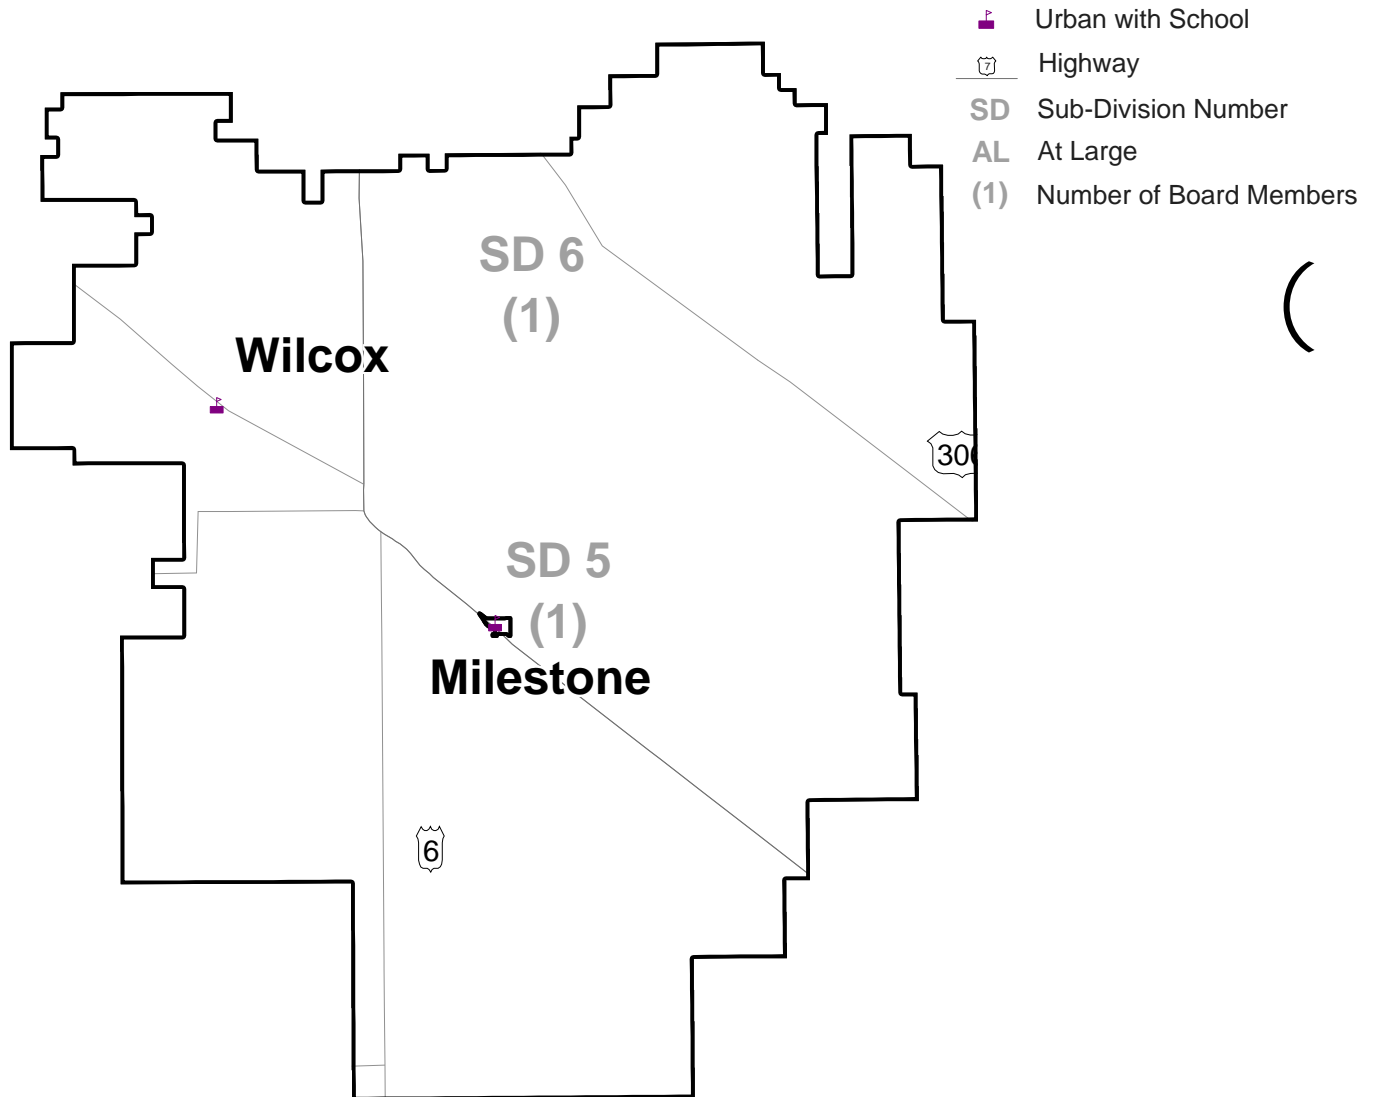 Urban with School
7
Highway
SD Sub-Division Number
AL At Large
(1) Number of Board Members
SD 6
(1)
Wilcox
SD 5
(1)
Milestone
6